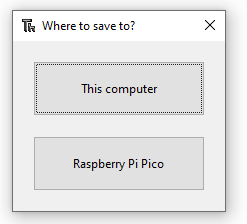 Where to save to?
This computer
Raspberry Pi Pico